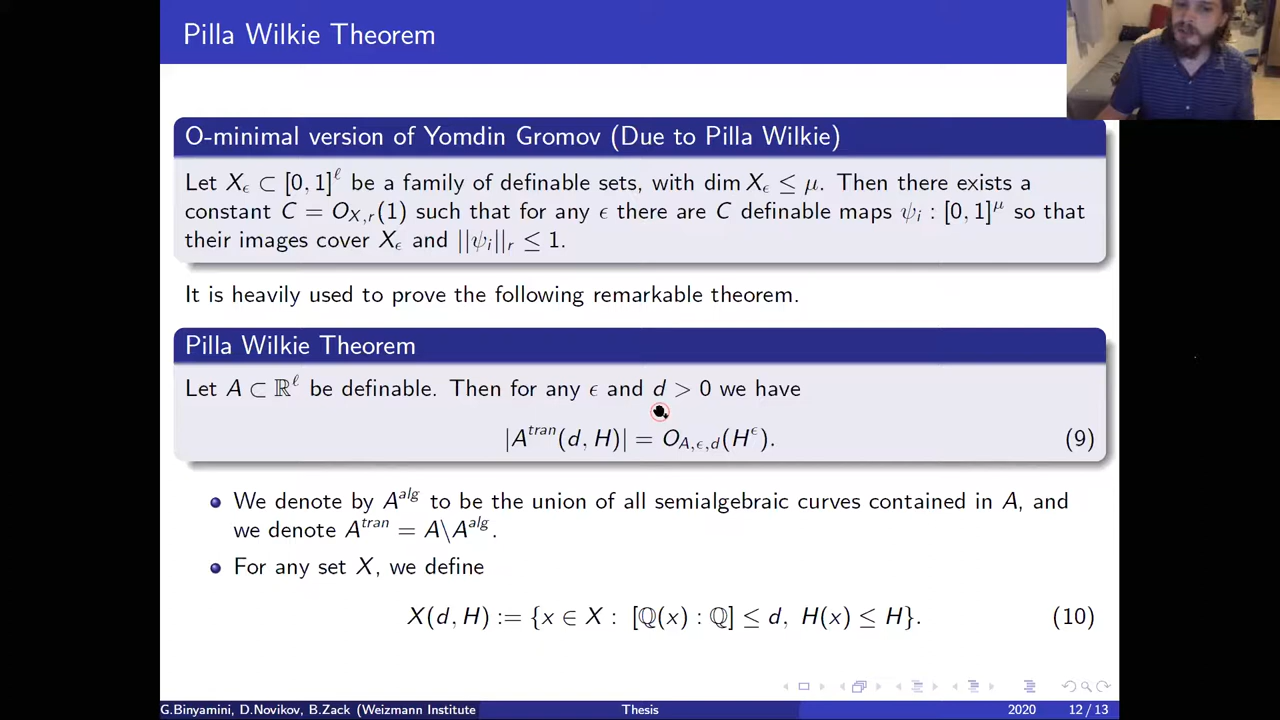 Pilla Wilkie Theorem
O-minimal version of Yomdin Gromov (Due to Pilla Wilkie)
Let X_ϵ ⊂ [0, 1]^ℓ be a family of definable sets, with dim X_ϵ ≤ μ. Then there exists a
constant C = O_{X,r}(1) such that for any ϵ there are C definable maps ψ_i : [0, 1]^μ so that
their images cover X_ϵ and ||ψ_i||_r ≤ 1.
It is heavily used to prove the following remarkable theorem.
Pilla Wilkie Theorem
Let A ⊂ ℝ^ℓ be definable. Then for any ϵ and d > 0 we have
|A^{tran}(d, H)| = O_{A,ϵ,d}(H^ϵ). (9)
We denote by A^{alg} to be the union of all semialgebraic curves contained in A, and
we denote A^{tran} = A\A^{alg}.
For any set X, we define
X(d, H) := {x ∈ X : [ℚ(x) : ℚ] ≤ d, H(x) ≤ H}. (10)
G.Binyamini, D.Novikov, B.Zack (Weizmann Institute Thesis 2020 12 / 13